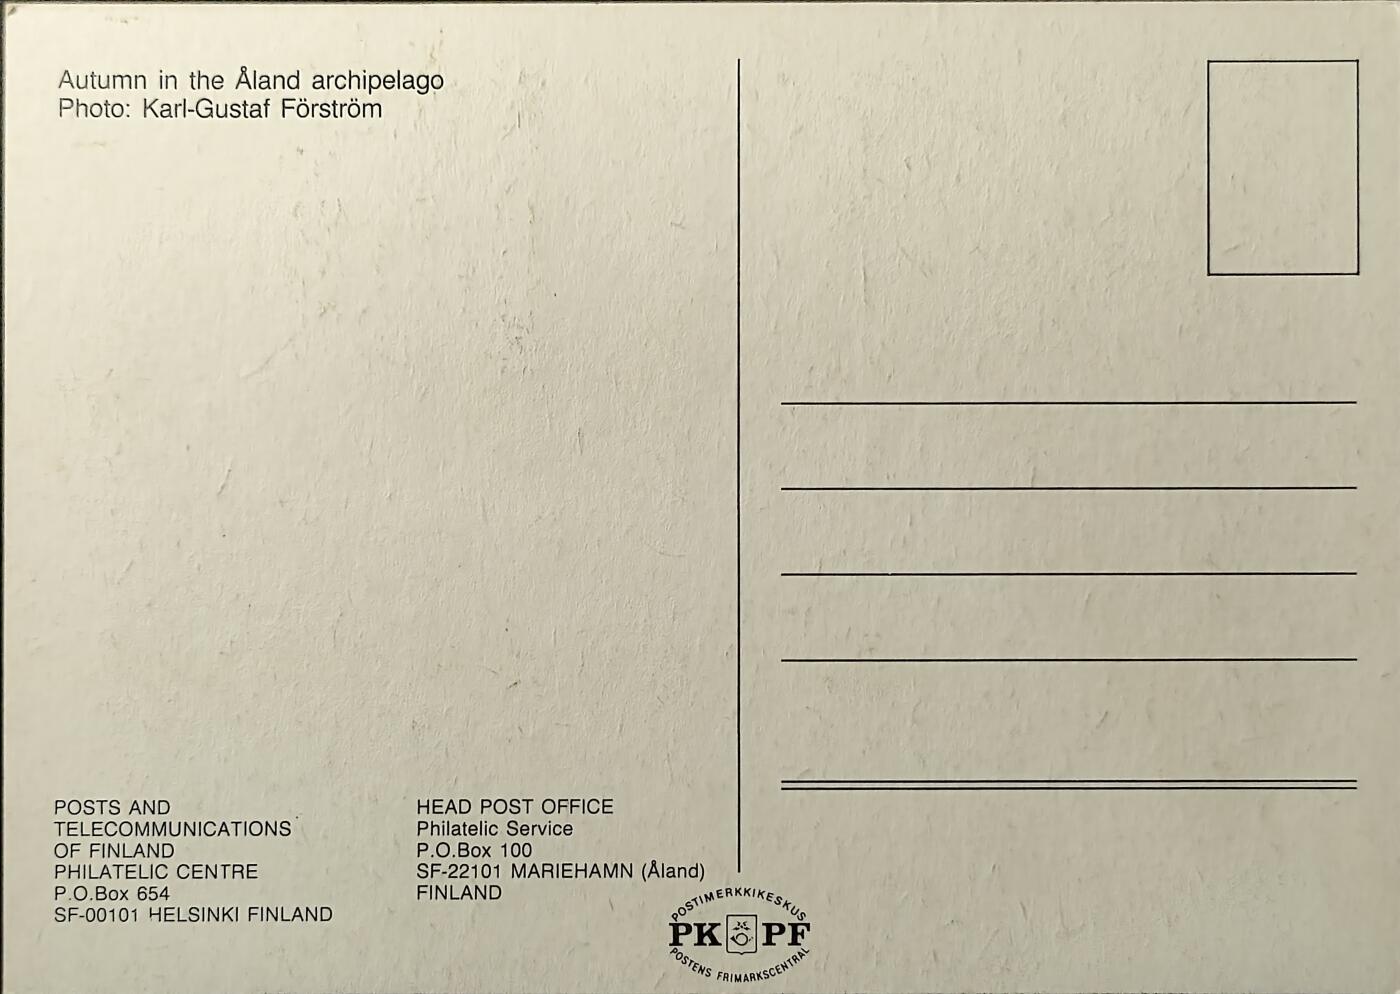 Autumn in the Åland archipelago
Photo: Karl-Gustaf Förström
POSTS AND
TELECOMMUNICATIONS
OF FINLAND
PHILATELIC CENTRE
P.O.Box 654
SF-00101 HELSINKI FINLAND
HEAD POST OFFICE
Philatelic Service
P.O.Box 100
SF-22101 MARIEHAMN (Åland)
FINLAND
POSTIMERKKIKESKUS
PK PF
POSTENS FRIMARKSCENTRAL